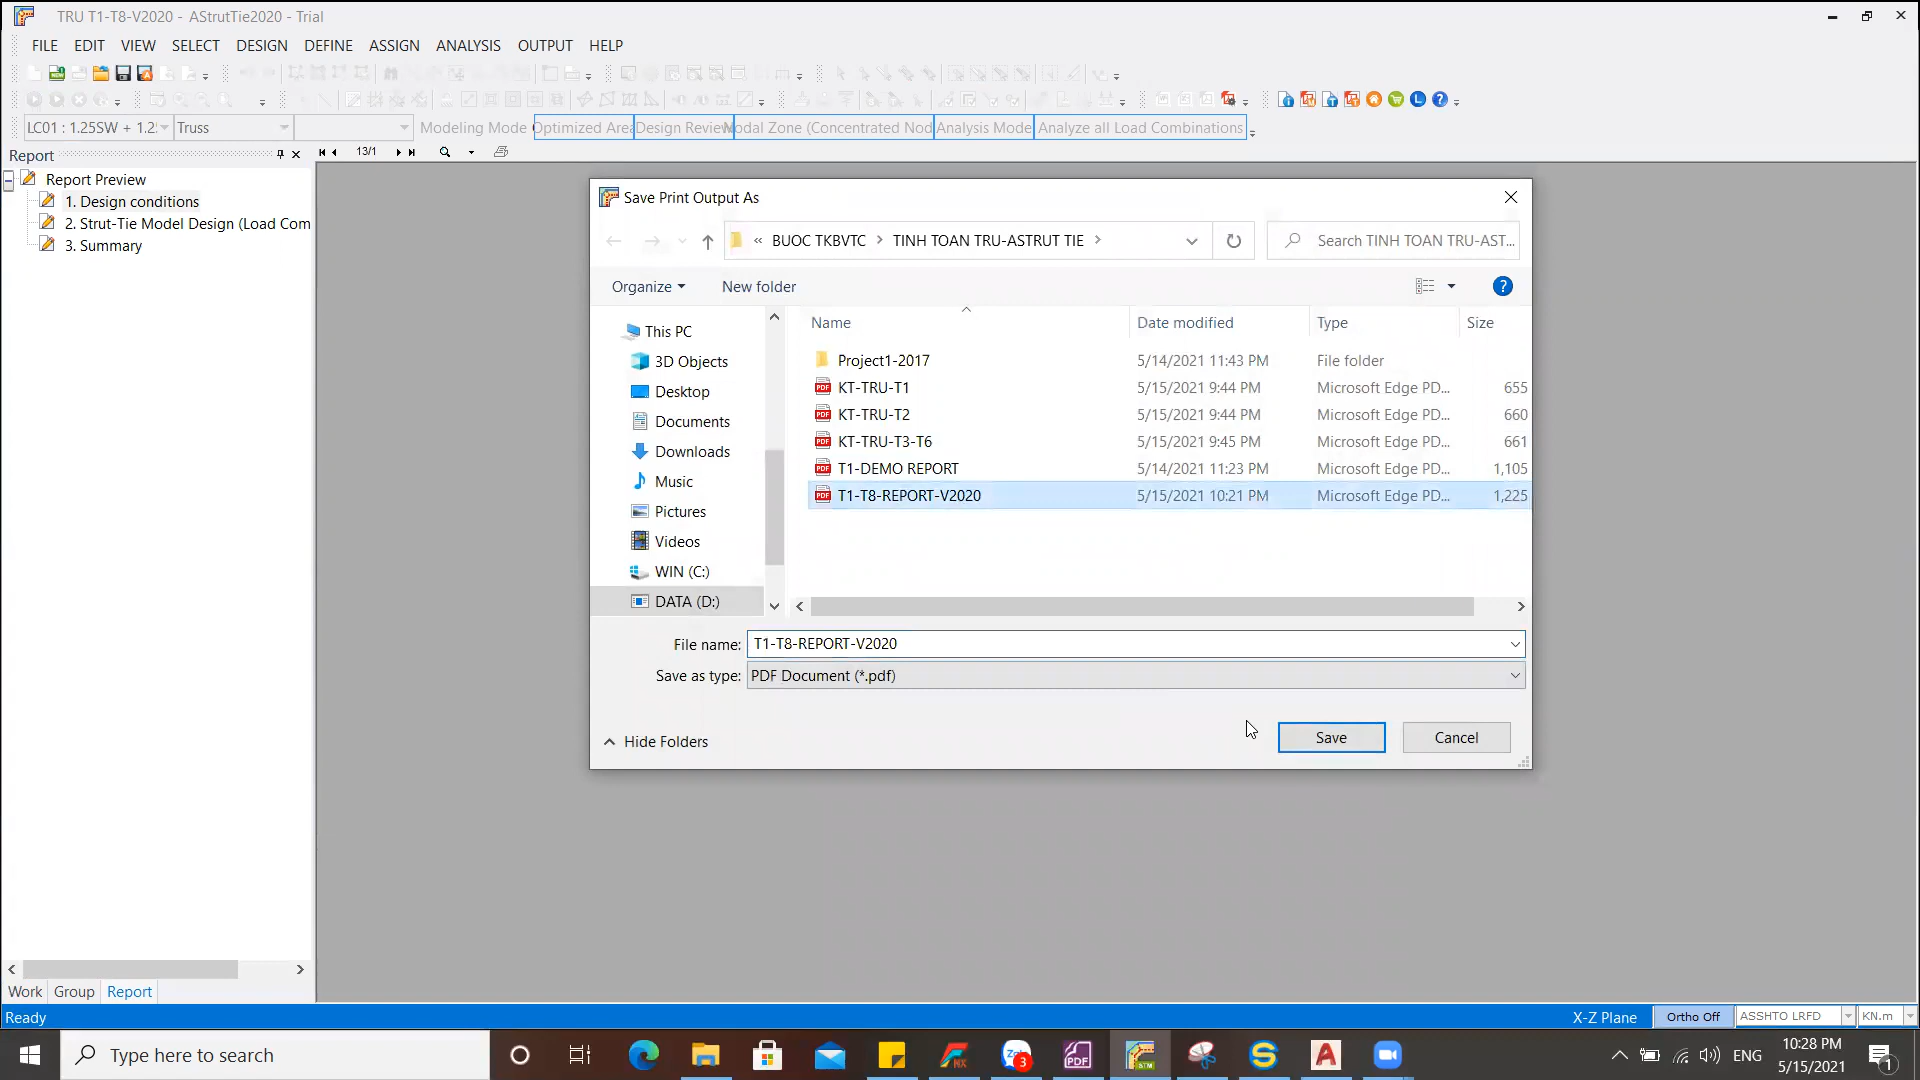 TRU T1-T8-V2020 - AStrutTie2020 - Trial
FILE EDIT VIEW SELECT DESIGN DEFINE ASSIGN ANALYSIS OUTPUT HELP
LC01 : 1.25SW + 1.2 Truss Modeling Mode Optimized Area Design Review Nodal Zone (Concentrated Nod Analysis Mode Analyze all Load Combinations
Report 13/1
Report Preview
1. Design conditions
2. Strut-Tie Model Design (Load Com
3. Summary
Save Print Output As
« BUOC TKBVTC > TINH TOAN TRU-ASTRUT TIE > Search TINH TOAN TRU-AST...
Organize New folder
Name Date modified Type Size
This PC
3D Objects
Desktop
Documents
Downloads
Music
Pictures
Videos
WIN (C:)
DATA (D:)
Project1-2017 5/14/2021 11:43 PM File folder
KT-TRU-T1 5/15/2021 9:44 PM Microsoft Edge PD... 655
KT-TRU-T2 5/15/2021 9:44 PM Microsoft Edge PD... 660
KT-TRU-T3-T6 5/15/2021 9:45 PM Microsoft Edge PD... 661
T1-DEMO REPORT 5/14/2021 11:23 PM Microsoft Edge PD... 1,105
T1-T8-REPORT-V2020 5/15/2021 10:21 PM Microsoft Edge PD... 1,225
File name: T1-T8-REPORT-V2020
Save as type: PDF Document (*.pdf)
Hide Folders Save Cancel
Work Group Report
Ready X-Z Plane Ortho Off ASSHTO LRFD KN.m
Type here to search
ENG
10:28 PM
5/15/2021